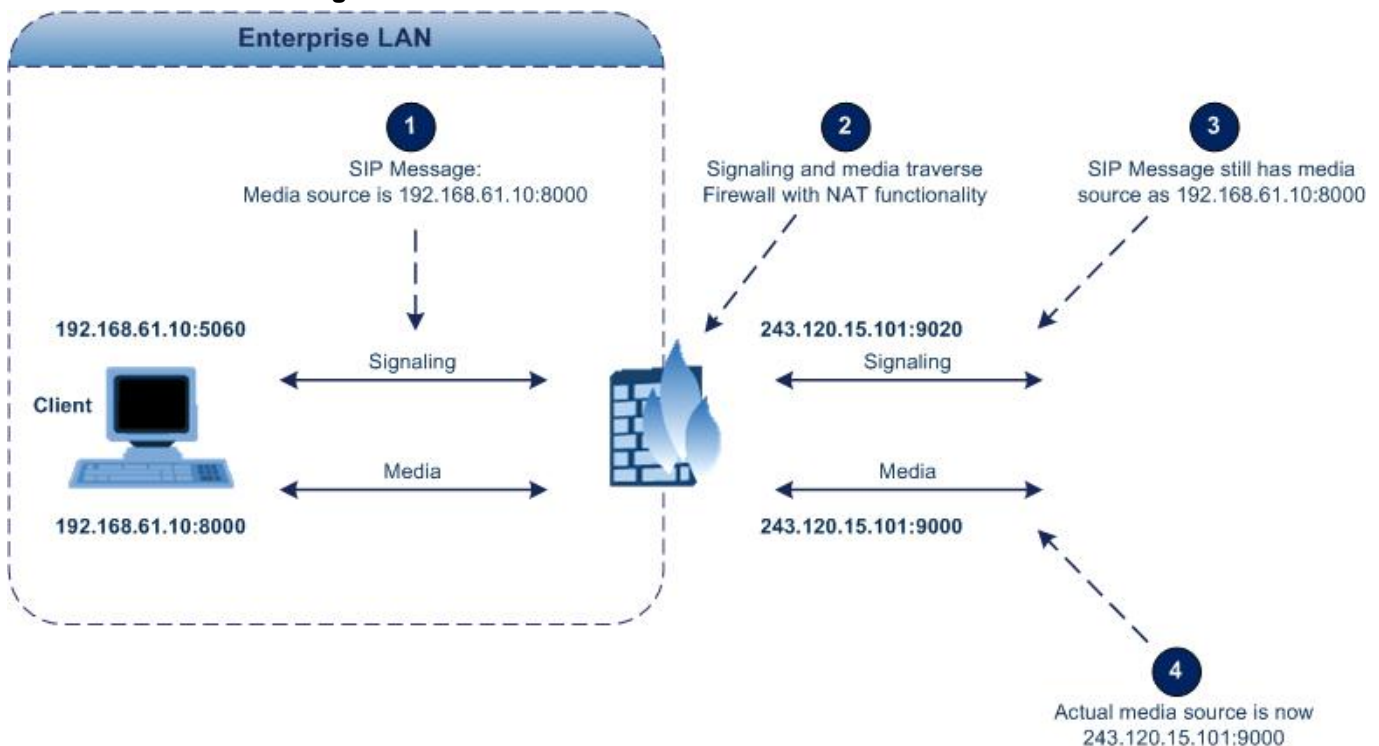 Enterprise LAN
1
SIP Message:
Media source is 192.168.61.10:8000
2
Signaling and media traverse
Firewall with NAT functionality
3
SIP Message still has media
source as 192.168.61.10:8000
192.168.61.10:5060
Signaling
243.120.15.101:9020
Signaling
Client
Media
Media
192.168.61.10:8000
243.120.15.101:9000
4
Actual media source is now
243.120.15.101:9000